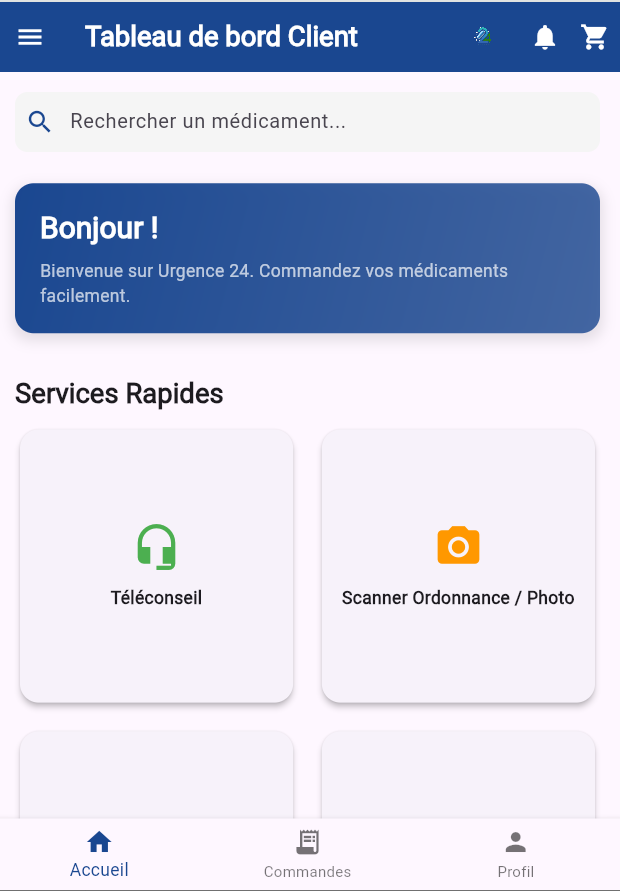 Tableau de bord Client
Rechercher un médicament...
Bonjour !
Bienvenue sur Urgence 24. Commandez vos médicaments
facilement.
Services Rapides
Téléconseil
Scanner Ordonnance / Photo
Accueil
Commandes
Profil